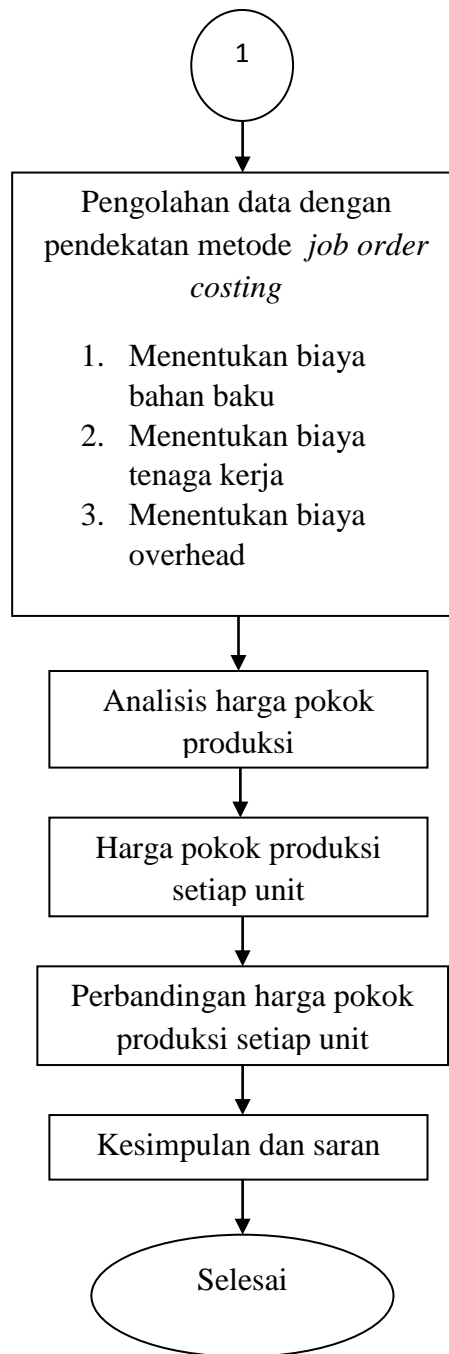 1
Pengolahan data dengan
pendekatan metode job order
costing
1. Menentukan biaya
bahan baku
2. Menentukan biaya
tenaga kerja
3. Menentukan biaya
overhead
Analisis harga pokok
produksi
Harga pokok produksi
setiap unit
Perbandingan harga pokok
produksi setiap unit
Kesimpulan dan saran
Selesai